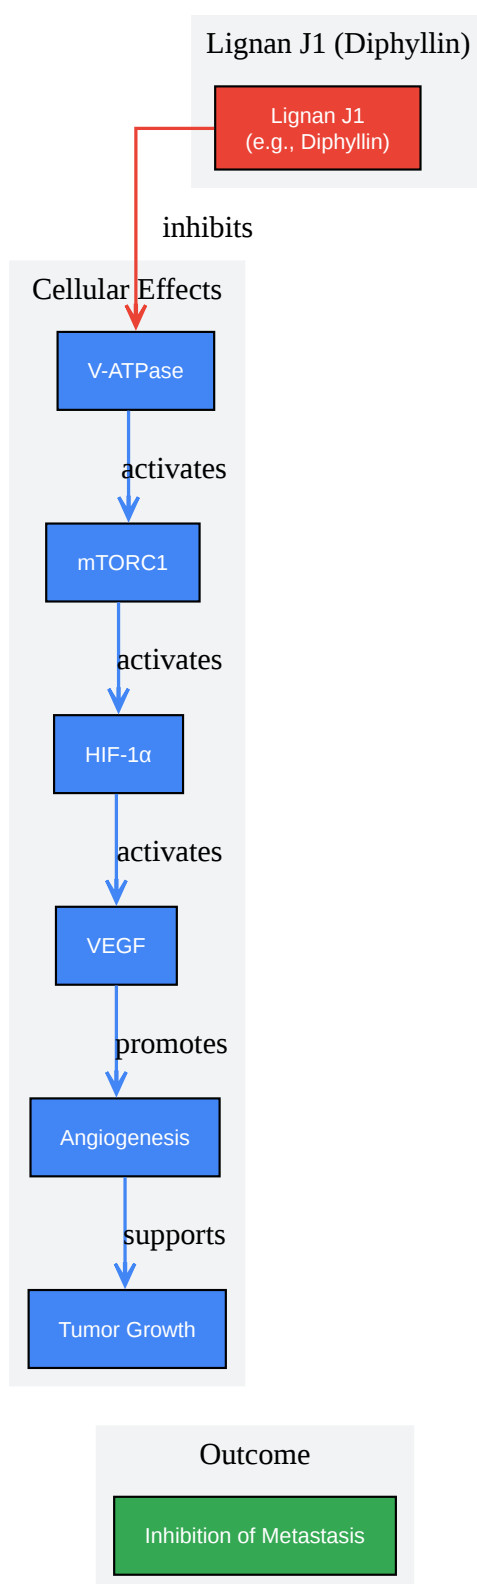 Lignan J1 (Diphyllin)
Lignan J1
(e.g., Diphyllin)
inhibits
Cellular Effects
V-ATPase
activates
mTORC1
activates
HIF-1α
activates
VEGF
promotes
Angiogenesis
supports
Tumor Growth
Outcome
Inhibition of Metastasis